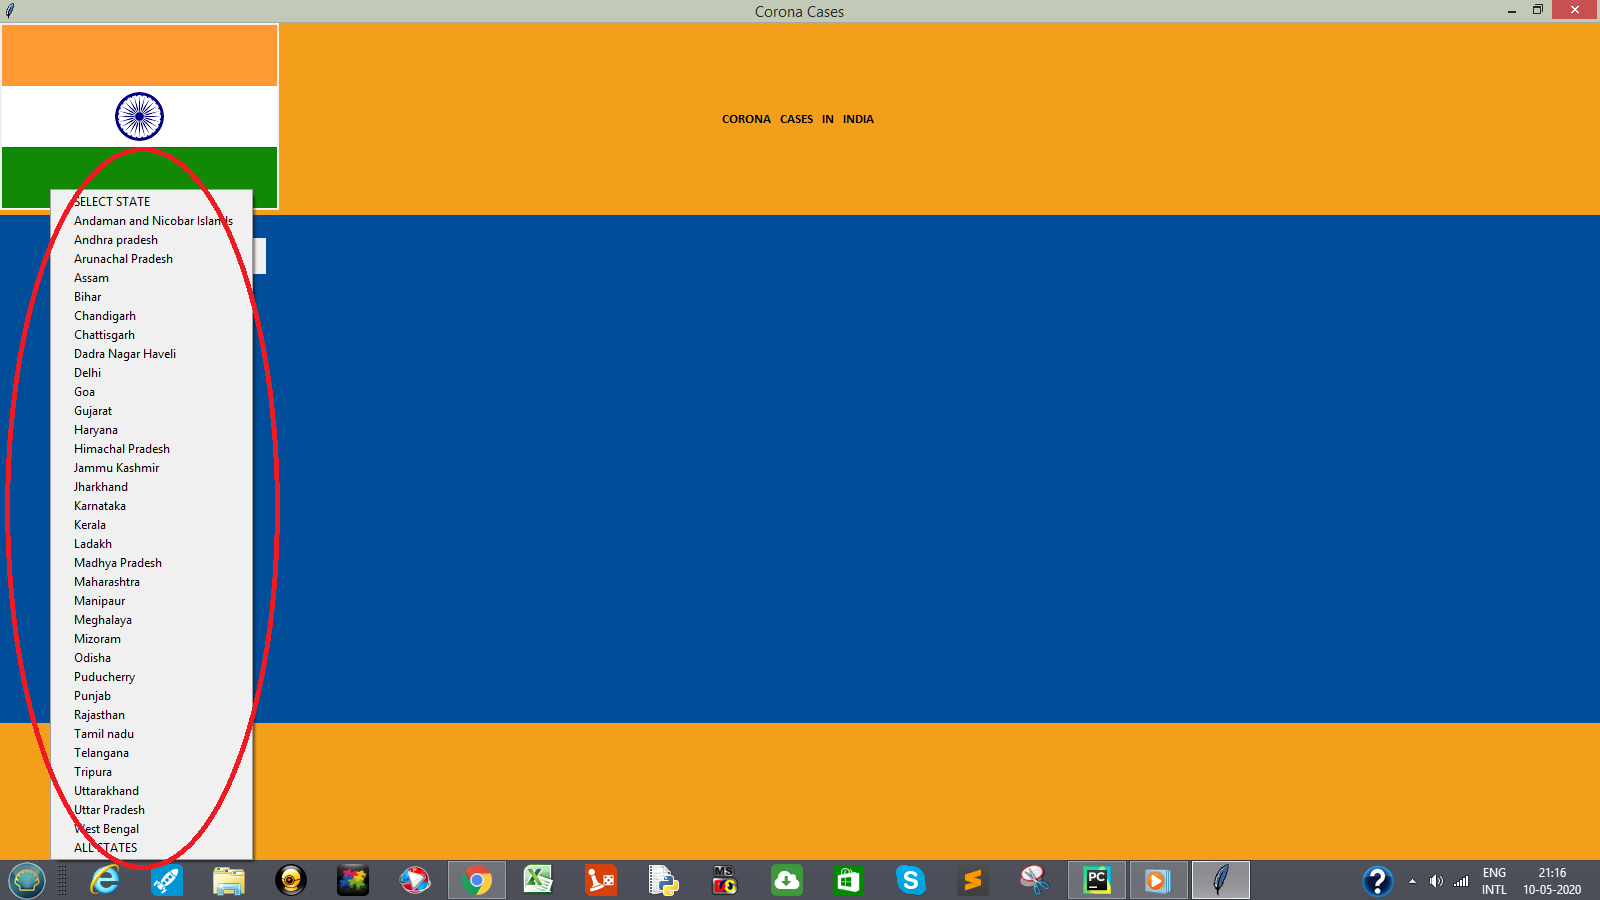 Corona Cases
CORONA CASES IN INDIA
SELECT STATE
Andaman and Nicobar Islands
Andhra pradesh
Arunachal Pradesh
Assam
Bihar
Chandigarh
Chattisgarh
Dadra Nagar Haveli
Delhi
Goa
Gujarat
Haryana
Himachal Pradesh
Jammu Kashmir
Jharkhand
Karnataka
Kerala
Ladakh
Madhya Pradesh
Maharashtra
Manipaur
Meghalaya
Mizoram
Odisha
Puducherry
Punjab
Rajasthan
Tamil nadu
Telangana
Tripura
Uttarakhand
Uttar Pradesh
West Bengal
ALL STATES
MS
PC
ENG
INTL
21:16
10-05-2020